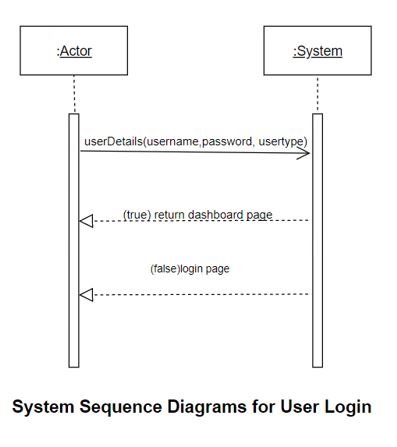 :Actor
:System
userDetails(username,password, usertype)
(true) return dashboard page
(false)login page
System Sequence Diagrams for User Login